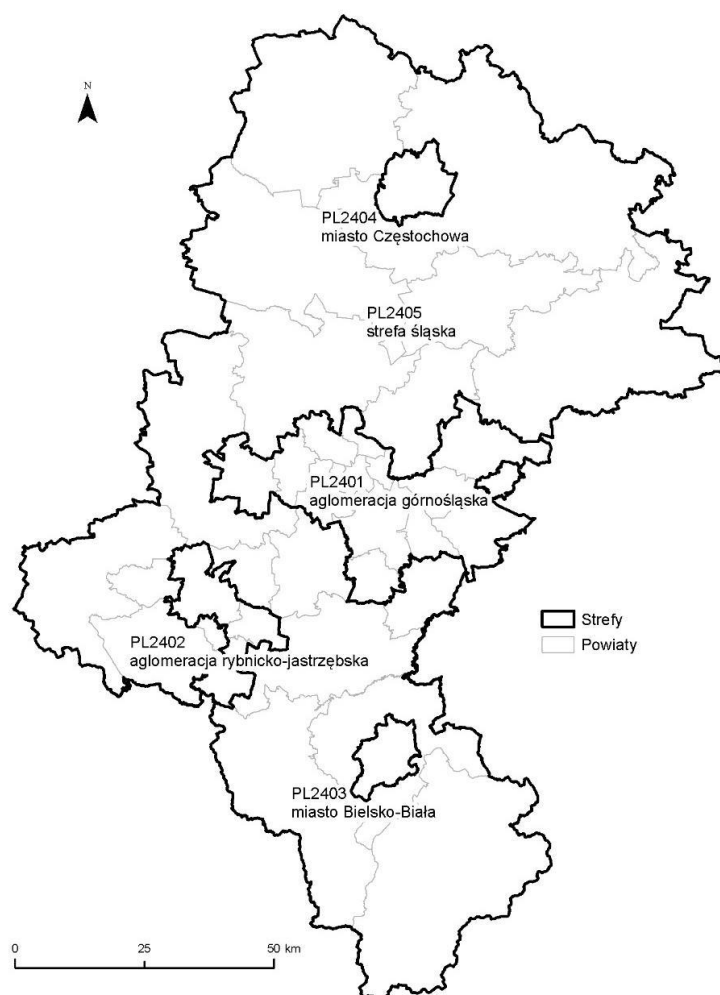 N
PL2404
miasto Częstochowa
PL2405
strefa śląska
PL2401
aglomeracja górnośląska
Strefy
Powiaty
PL2402
aglomeracja rybnicko-jastrzębska
PL2403
miasto Bielsko-Biała
0 25 50 km